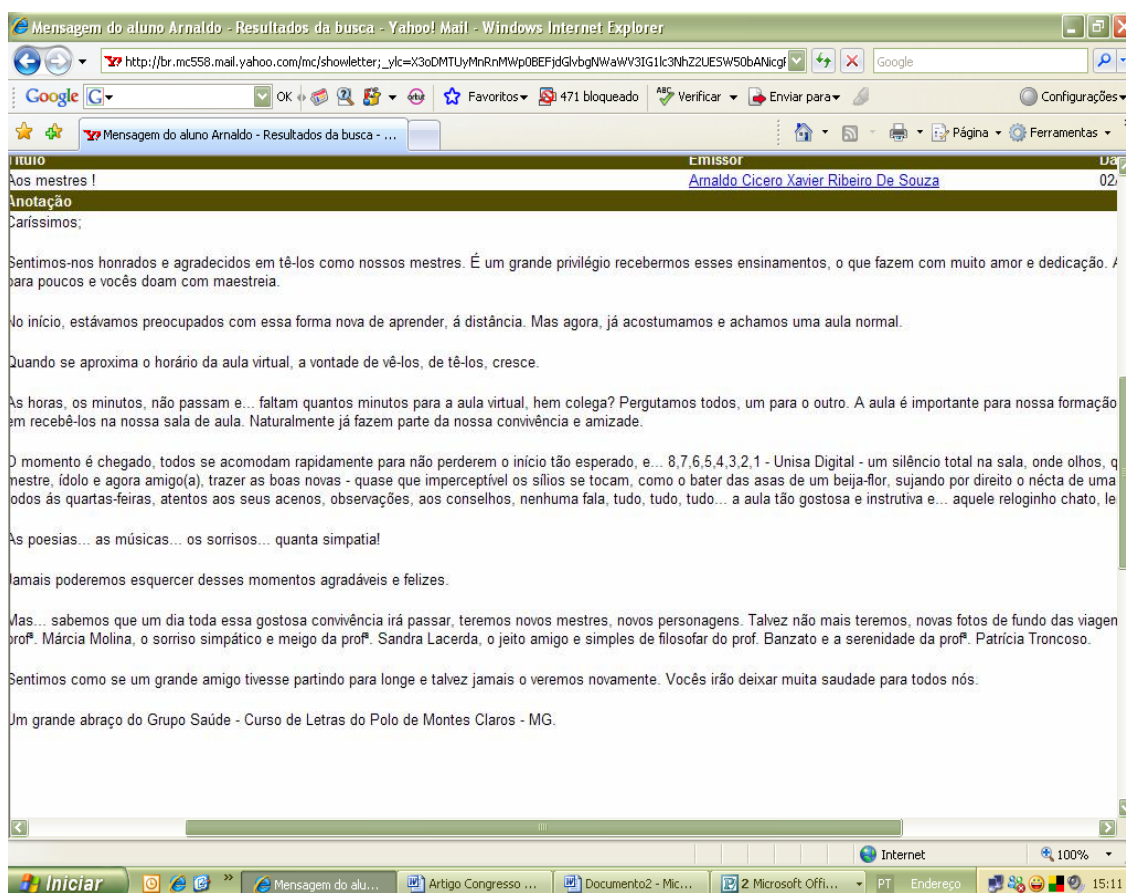 Mensagem do aluno Arnaldo - Resultados da busca - Yahoo! Mail - Windows Internet Explorer
Google
Google G OK Favoritos 471 bloqueado ABC Verificar Enviar para Configurações
Mensagem do aluno Arnaldo - Resultados da busca - ... Página Ferramentas
Título Emissor
Aos mestres ! Arnaldo Cicero Xavier Ribeiro De Souza 02
Anotação
Caríssimos;
Sentimos-nos honrados e agradecidos em tê-los como nossos mestres. É um grande privilégio recebermos esses ensinamentos, o que fazem com muito amor e dedicação.
para poucos e vocês doam com maestreia.
No início, estávamos preocupados com essa forma nova de aprender, á distância. Mas agora, já acostumamos e achamos uma aula normal.
Quando se aproxima o horário da aula virtual, a vontade de vê-los, de tê-los, cresce.
As horas, os minutos, não passam e... faltam quantos minutos para a aula virtual, hem colega? Pergutamos todos, um para o outro. A aula é importante para nossa formação
em recebê-los na nossa sala de aula. Naturalmente já fazem parte da nossa convivência e amizade.
O momento é chegado, todos se acomodam rapidamente para não perderem o início tão esperado, e... 8,7,6,5,4,3,2,1 - Unisa Digital - um silêncio total na sala, onde olhos, q
mestre, ídolo e agora amigo(a), trazer as boas novas - quase que imperceptível os sílios se tocam, como o bater das asas de um beija-flor, sujando por direito o nécta de uma
todos ás quartas-feiras, atentos aos seus acenos, observações, aos conselhos, nenhuma fala, tudo, tudo, tudo... a aula tão gostosa e instrutiva e... aquele reloginho chato, le
As poesias... as músicas... os sorrisos... quanta simpatia!
Jamais poderemos esquercer desses momentos agradáveis e felizes.
Mas... sabemos que um dia toda essa gostosa convivência irá passar, teremos novos mestres, novos personagens. Talvez não mais teremos, novas fotos de fundo das viagen
profª. Márcia Molina, o sorriso simpático e meigo da profª. Sandra Lacerda, o jeito amigo e simples de filosofar do prof. Banzato e a serenidade da profª. Patrícia Troncoso.
Sentimos como se um grande amigo tivesse partindo para longe e talvez jamais o veremos novamente. Vocês irão deixar muita saudade para todos nós.
Um grande abraço do Grupo Saúde - Curso de Letras do Polo de Montes Claros - MG.
Internet 100%
Iniciar Mensagem do alu... Artigo Congresso ... Documento2 - Mic... 2 Microsoft Offi... PT Endereço 15:11